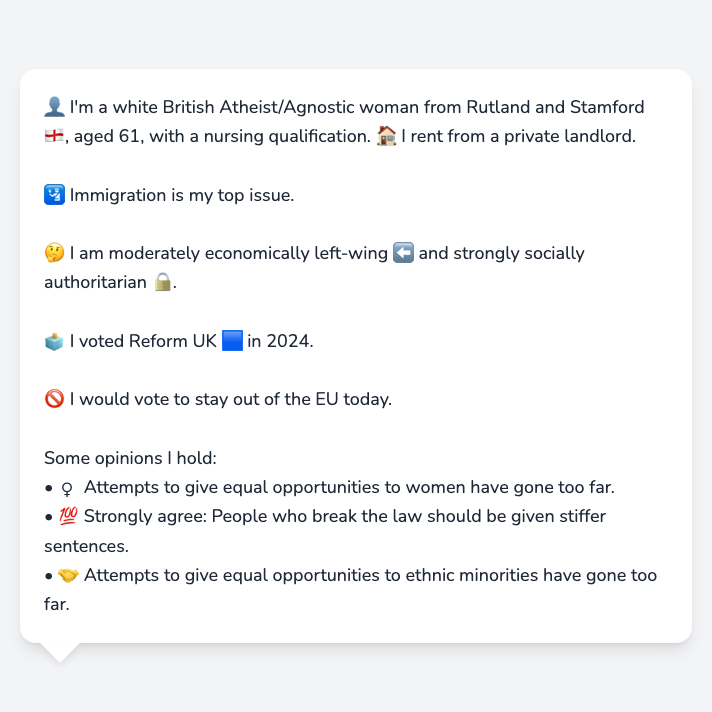 👤 I'm a white British Atheist/Agnostic woman from Rutland and Stamford
🏴󠁧󠁢󠁥󠁮󠁧󠁿, aged 61, with a nursing qualification. 🏠 I rent from a private landlord.
🛂 Immigration is my top issue.
🤔 I am moderately economically left-wing ⬅️ and strongly socially
authoritarian 🔒.
🗳️ I voted Reform UK 🟦 in 2024.
🚫 I would vote to stay out of the EU today.
Some opinions I hold:
• ♀ Attempts to give equal opportunities to women have gone too far.
• 💯 Strongly agree: People who break the law should be given stiffer
sentences.
• 🤝 Attempts to give equal opportunities to ethnic minorities have gone too
far.